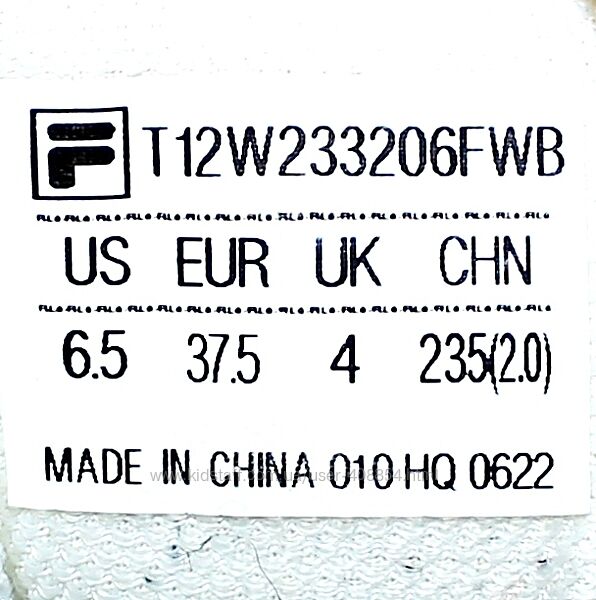 T12W233206FWB
US EUR UK CHN
6.5 37.5 4 235(2.0)
MADE IN CHINA 010 HQ 0622